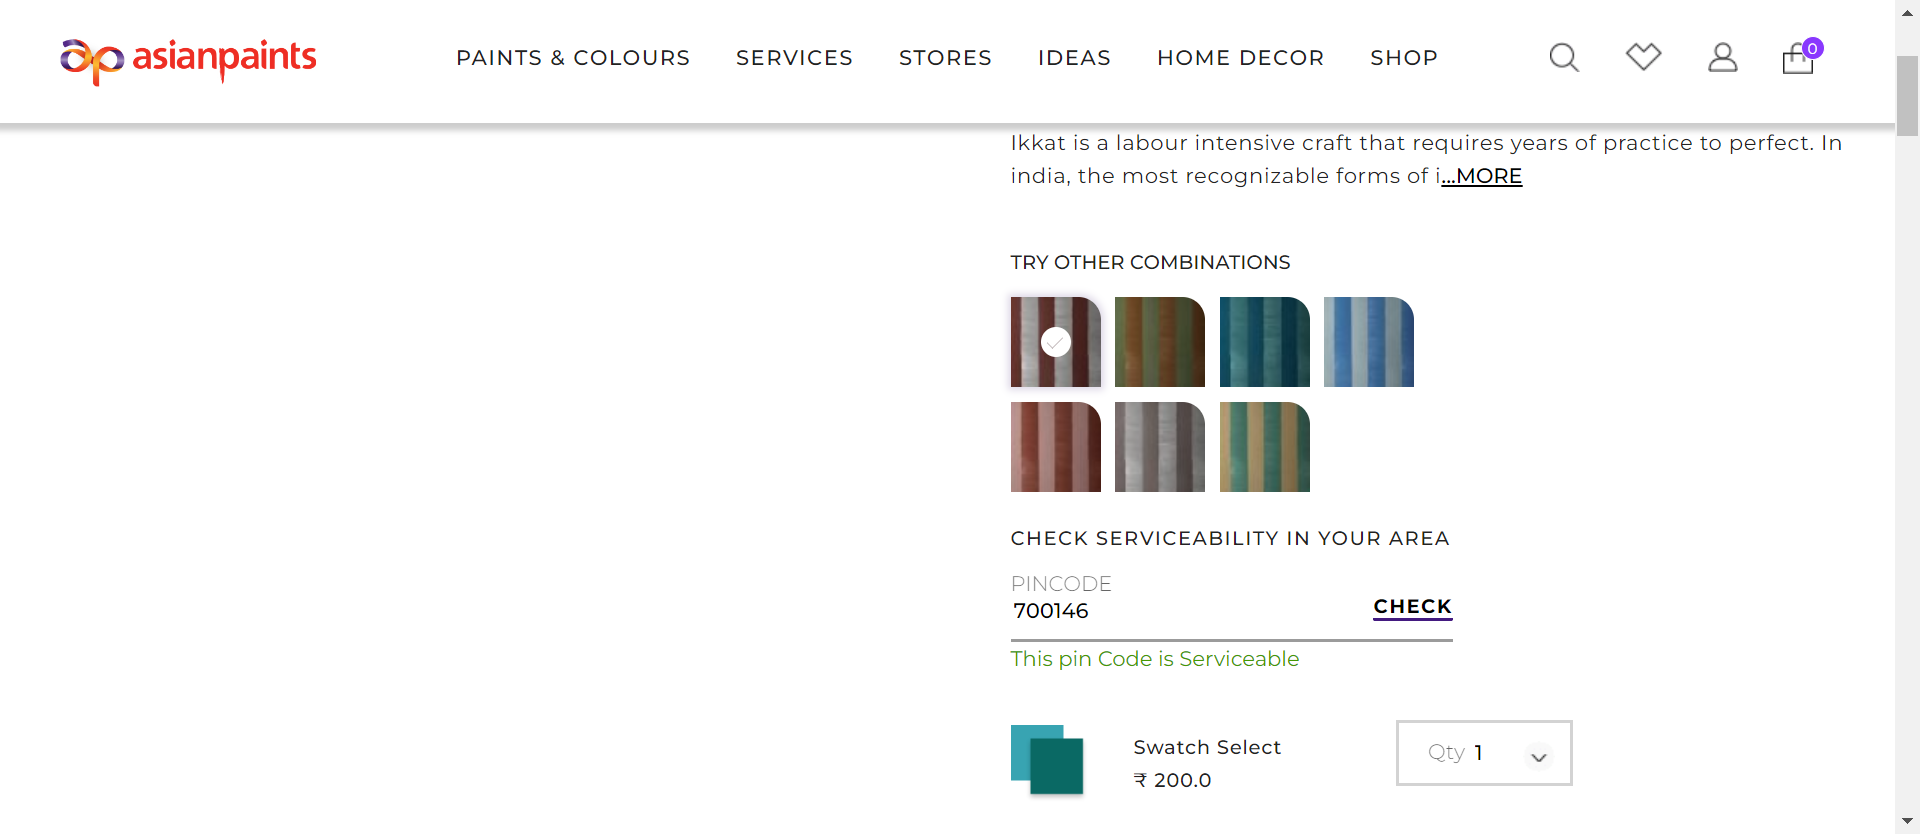 asianpaints
PAINTS & COLOURS
SERVICES
STORES
IDEAS
HOME DECOR
SHOP
0
Ikkat is a labour intensive craft that requires years of practice to perfect. In
india, the most recognizable forms of i...MORE
TRY OTHER COMBINATIONS
CHECK SERVICEABILITY IN YOUR AREA
PINCODE
700146
CHECK
This pin Code is Serviceable
Swatch Select
₹ 200.0
Qty 1